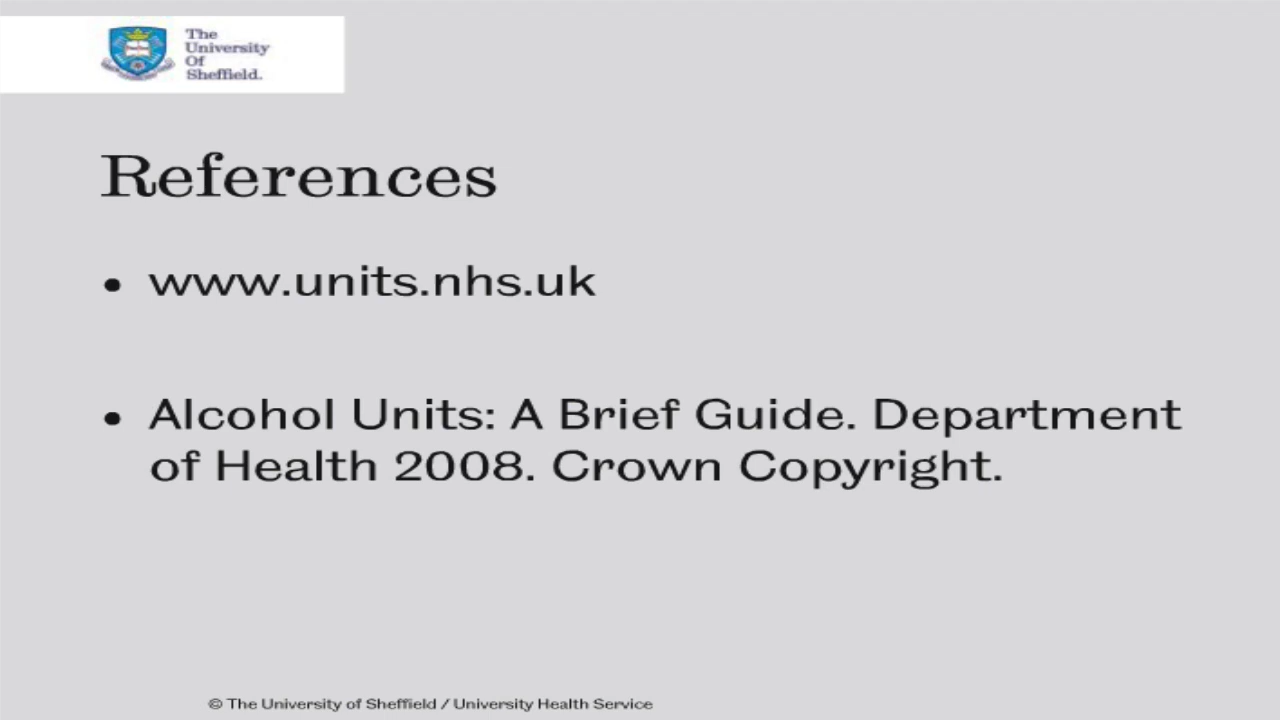 The
University
Of
Sheffield.
References
• www.units.nhs.uk
• Alcohol Units: A Brief Guide. Department
of Health 2008. Crown Copyright.
© The University of Sheffield / University Health Service